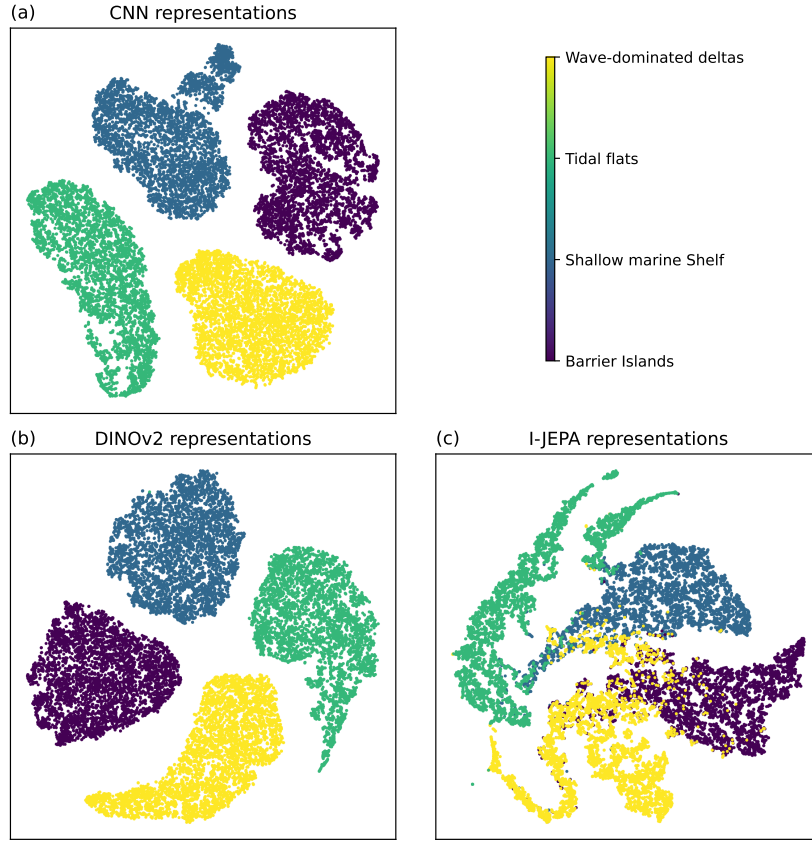 (a) CNN representations
Wave-dominated deltas
Tidal flats
Shallow marine Shelf
Barrier Islands
(b) DINOv2 representations
(c) I-JEPA representations